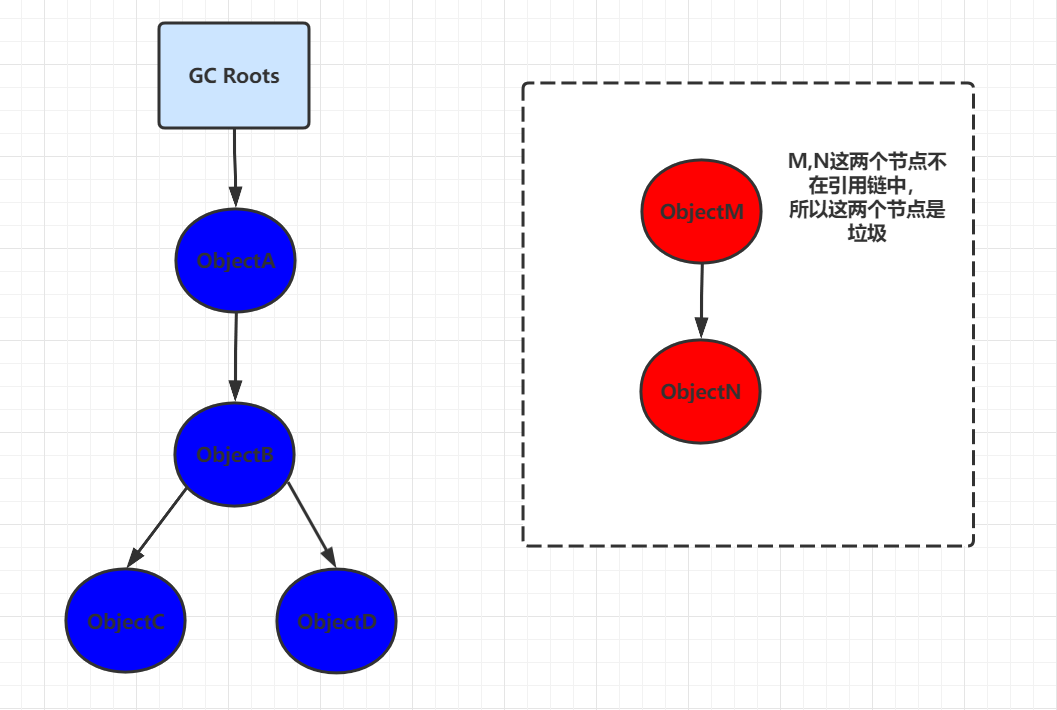 GC Roots
ObjectA
ObjectB
ObjectC
ObjectD
ObjectM
ObjectN
M,N这两个节点不
在引用链中，
所以这两个节点是
垃圾